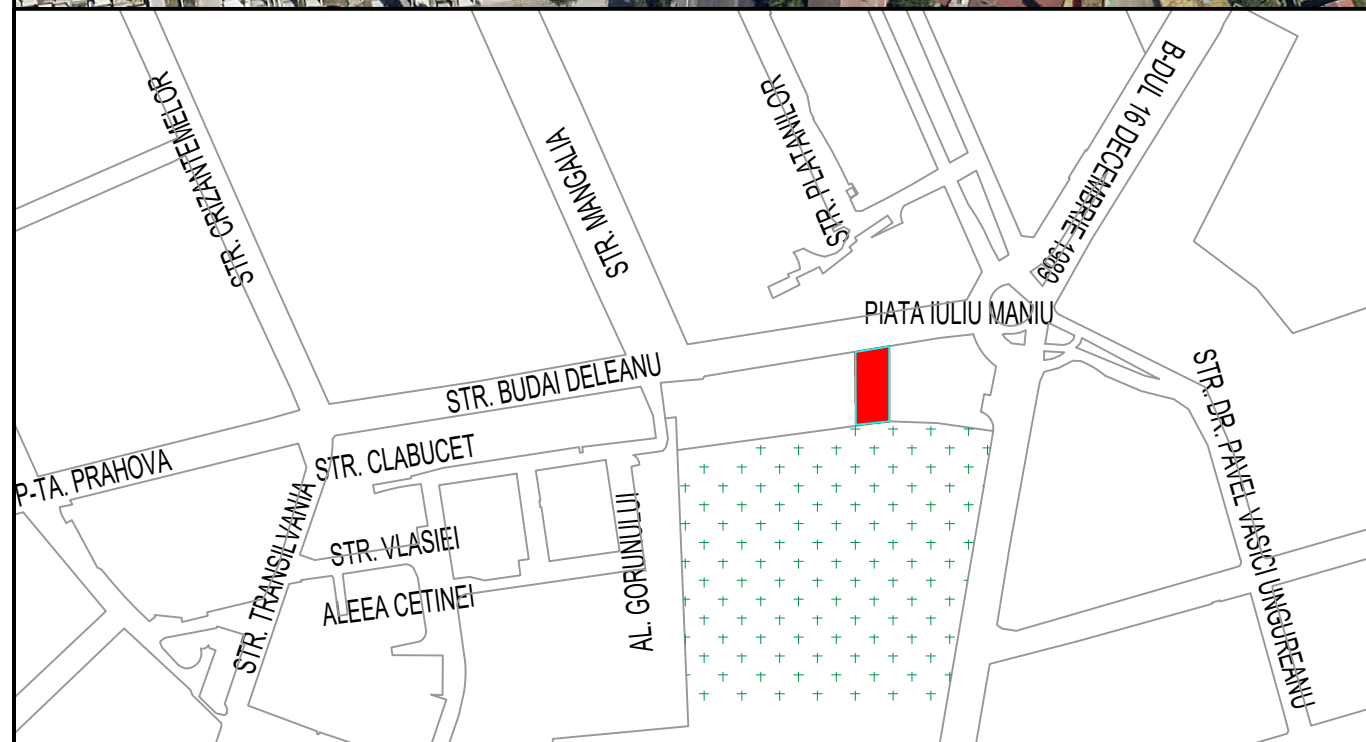 STR. CRIZANTEMELOR
STR. MANGALIA
STR. PLATANILOR
B-DUL 16 DECEMBRIE 1989
PIATA IULIU MANIU
STR. BUDAI DELEANU
STR. DR. PAVEL VASICI UNGUREANU
STR. CLABUCET
P-TA. PRAHOVA
STR. TRANSILVANIA
STR. VLASIEI
AL. GORUNULUI
ALEEA CETINEI